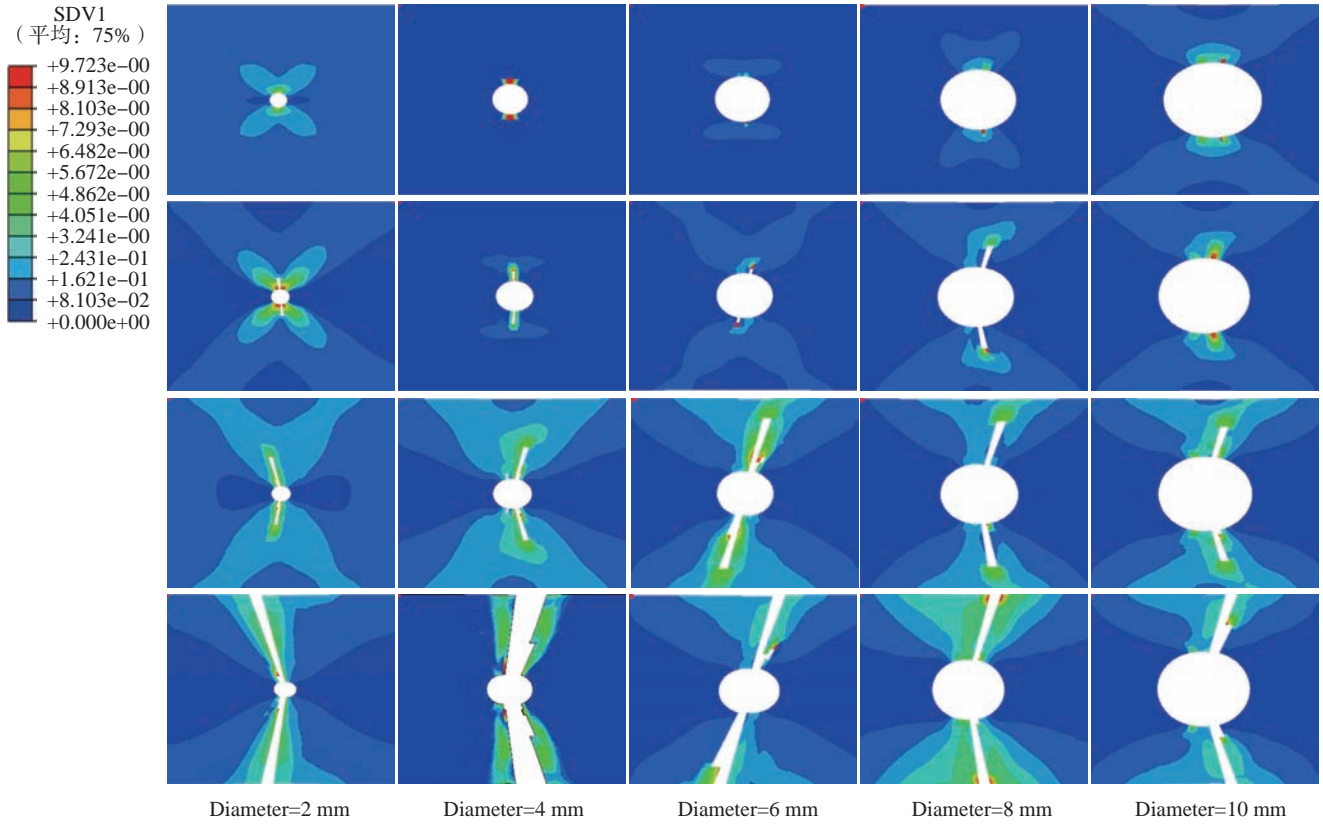 SDV1
（平均：75%）
+9.723e-00
+8.913e-00
+8.103e-00
+7.293e-00
+6.482e-00
+5.672e-00
+4.862e-00
+4.051e-00
+3.241e-00
+2.431e-01
+1.621e-01
+8.103e-02
+0.000e+00
Diameter=2 mm
Diameter=4 mm
Diameter=6 mm
Diameter=8 mm
Diameter=10 mm